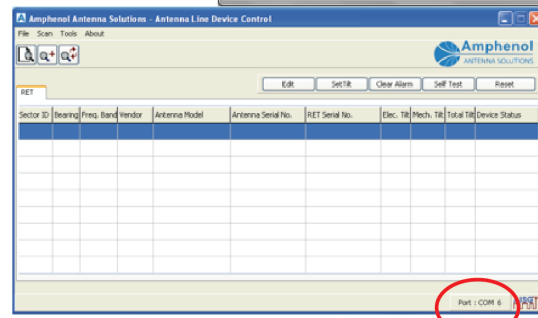 Amphenol Antenna Solutions - Antenna Line Device Control
File Scan Tools About
Amphenol
ANTENNA SOLUTIONS
Edit SetTilt Clear Alarm Self Test Reset
RET
Sector ID Bearing Freq. Band Vendor Antenna Model Antenna Serial No. RET Serial No. Elec. Tilt Mech. Tilt Total Tilt Device Status
Port : COM 6